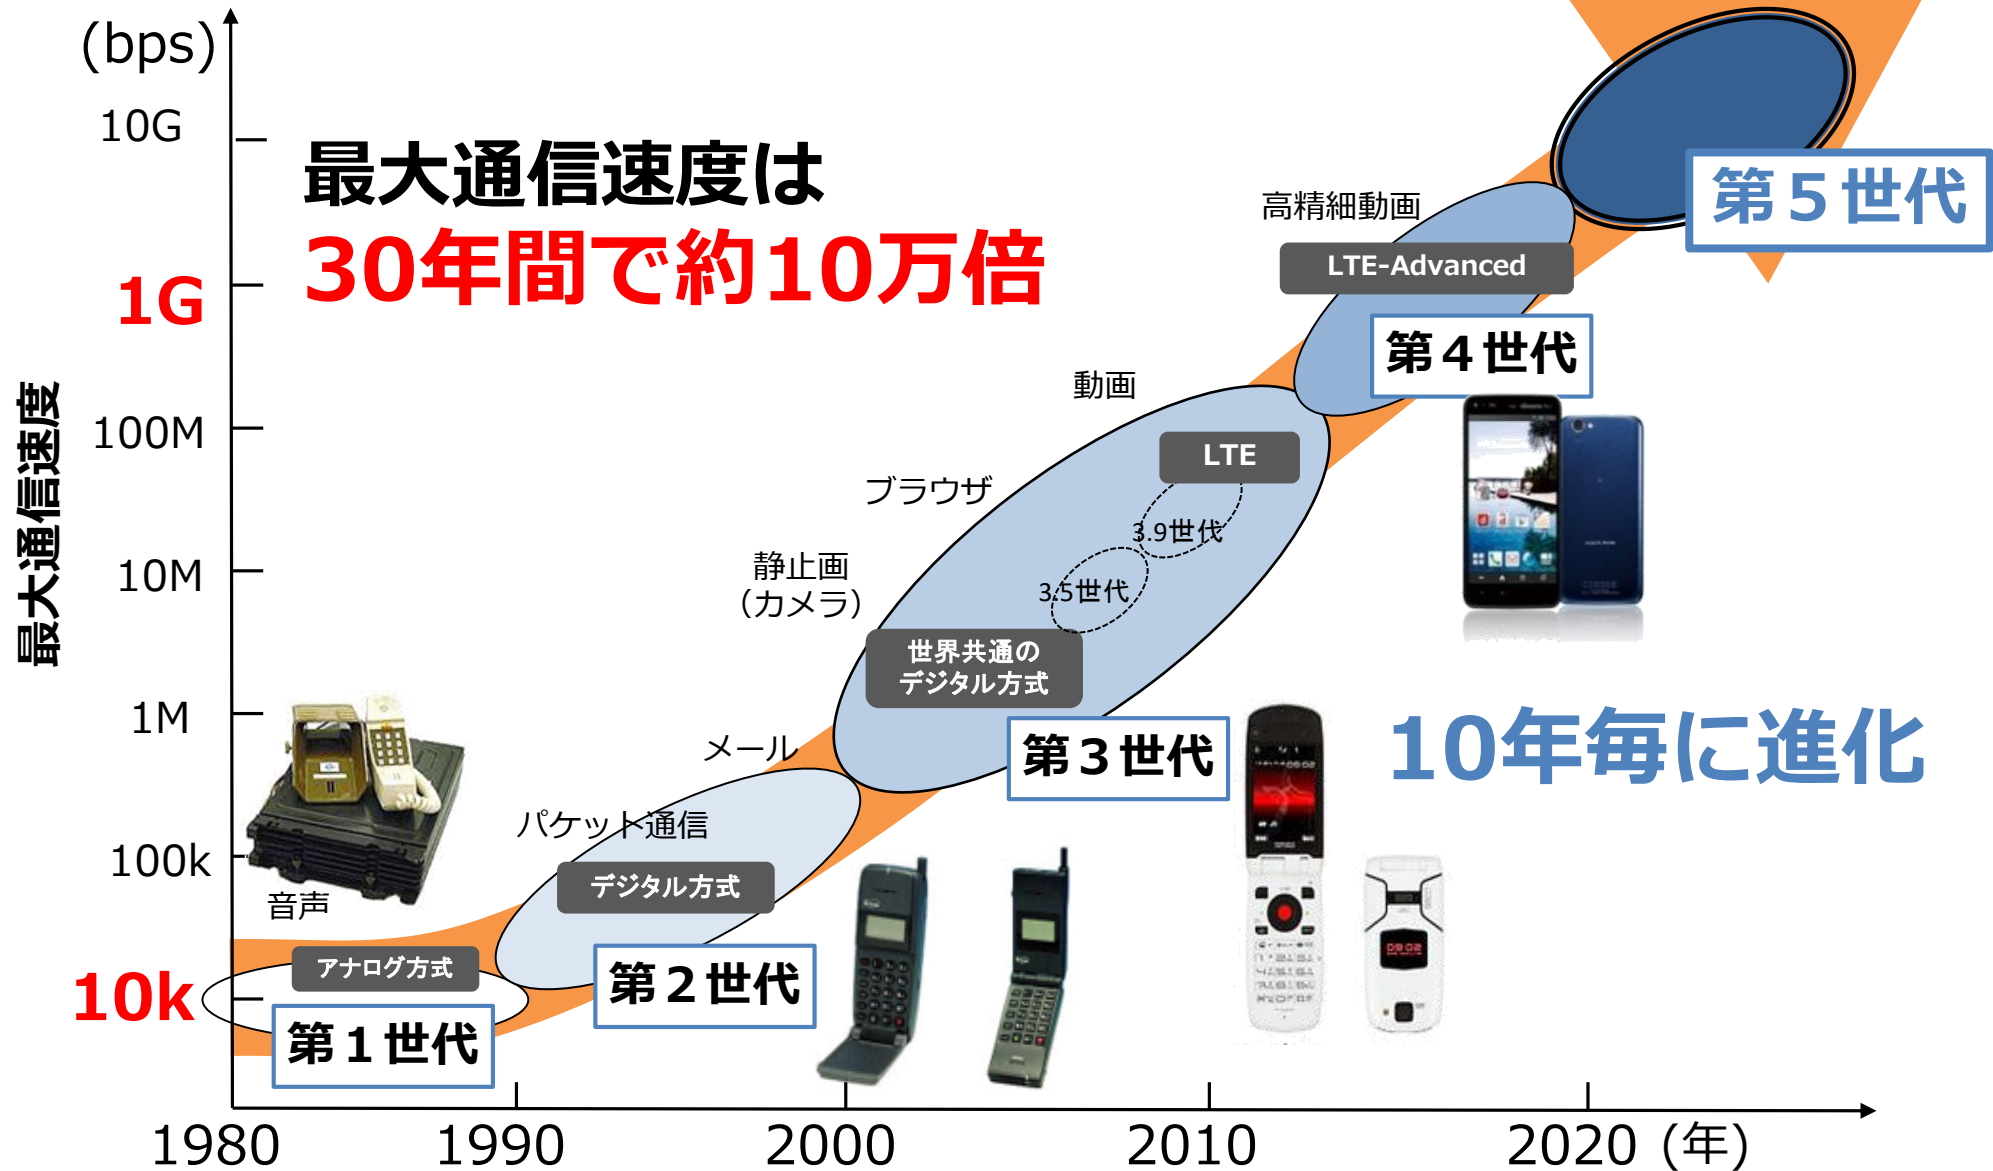 (bps)
10G
1G
100M
10M
1M
100k
10k
最大通信速度
最大通信速度は
30年間で約10万倍
第５世代
高精細動画
LTE-Advanced
第４世代
動画
LTE
ブラウザ
3.9世代
静止画
（カメラ）
3.5世代
世界共通の
デジタル方式
第３世代
10年毎に進化
メール
パケット通信
デジタル方式
第２世代
音声
アナログ方式
第１世代
09:02
1980
1990
2000
2010
2020
(年)